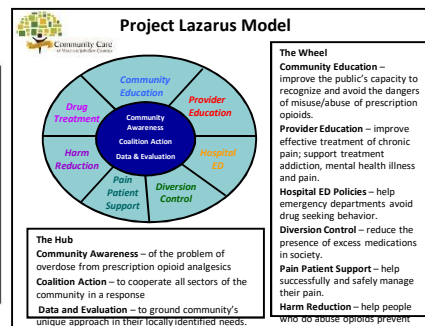 Project Lazarus Model
Community Care
Community
Education
Drug
Treatment
Provider
Education
Community
Awareness
Coalition Action
Data & Evaluation
Harm
Reduction
Hospital
ED
Pain
Patient
Support
Diversion
Control
The Hub
Community Awareness – of the problem of
overdose from prescription opioid analgesics
Coalition Action – to cooperate all sectors of the
community in a response
Data and Evaluation – to ground community's
unique approach in their locally identified needs.
The Wheel
Community Education –
improve the public's capacity to
recognize and avoid the dangers
of misuse/abuse of prescription
opioids.
Provider Education – improve
effective treatment of chronic
pain; support treatment
addiction, mental health illness
and pain.
Hospital ED Policies – help
emergency departments avoid
drug seeking behavior.
Diversion Control – reduce the
presence of excess medications
in society.
Pain Patient Support – help
successfully and safely manage
their pain.
Harm Reduction – help people
who do abuse opioids prevent